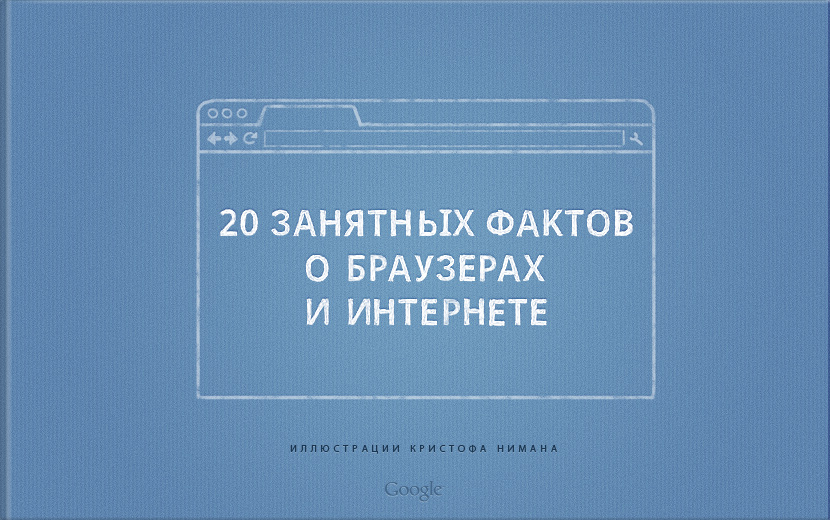 20 ЗАНЯТНЫХ ФАКТОВ
О БРАУЗЕРАХ
И ИНТЕРНЕТЕ
ИЛЛЮСТРАЦИИ КРИСТОФА НИМАНА
Google